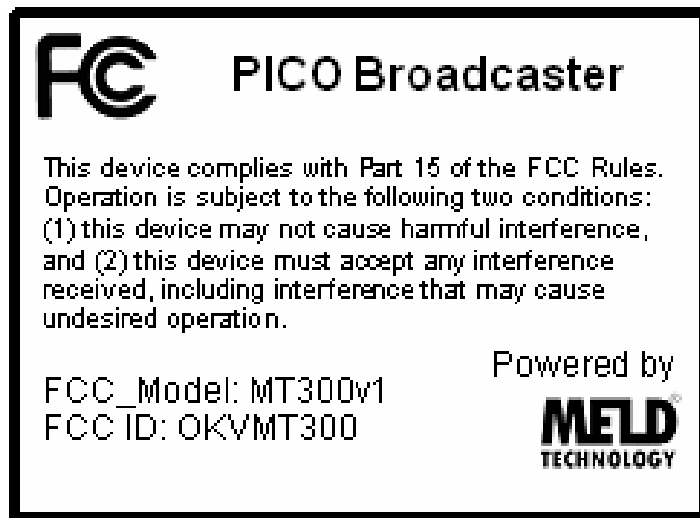 FC PICO Broadcaster
This device complies with Part 15 of the FCC Rules.
Operation is subject to the following two conditions:
(1) this device may not cause harmful interference,
and (2) this device must accept any interference
received, including interference that may cause
undesired operation.
Powered by
FCC_Model: MT300v1
FCC ID: OKVMT300
MELD®
TECHNOLOGY